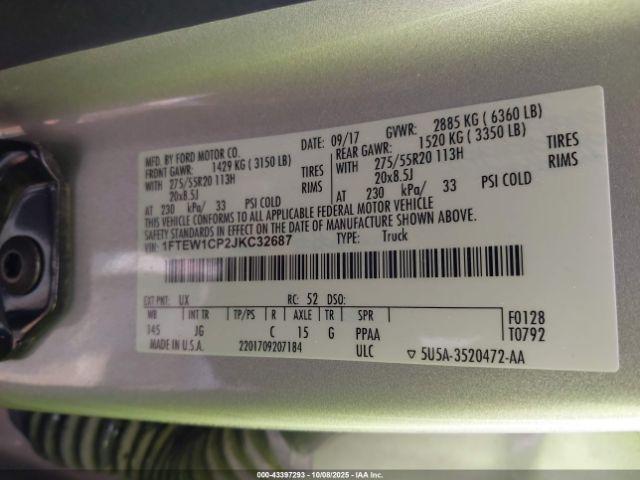 MFD. BY FORD MOTOR CO. DATE: 09/17 GVWR: 2885 KG ( 6360 LB)
FRONT GAWR: 1429 KG ( 3150 LB) REAR GAWR: 1520 KG ( 3350 LB)
WITH 275/55R20 113H TIRES WITH 275/55R20 113H TIRES
20x8.5J RIMS 20x8.5J RIMS
AT 230 kPa/ 33 PSI COLD AT 230 kPa/ 33 PSI COLD
THIS VEHICLE CONFORMS TO ALL APPLICABLE FEDERAL MOTOR VEHICLE
SAFETY STANDARDS IN EFFECT ON THE DATE OF MANUFACTURE SHOWN ABOVE.
VIN: 1FTEW1CP2JKC32687 TYPE: Truck
EXT PNT: UX RC: 52 DSO: F0128
WB INT TR TP/PS R AXLE TR SPR T0792
145 JG C 15 G PPAA
MADE IN U.S.A. 2201709207184 ULC ▽ 5U5A-3520472-AA
00-43397293 - 10/08/2025 - Copyright © IAA, Inc.